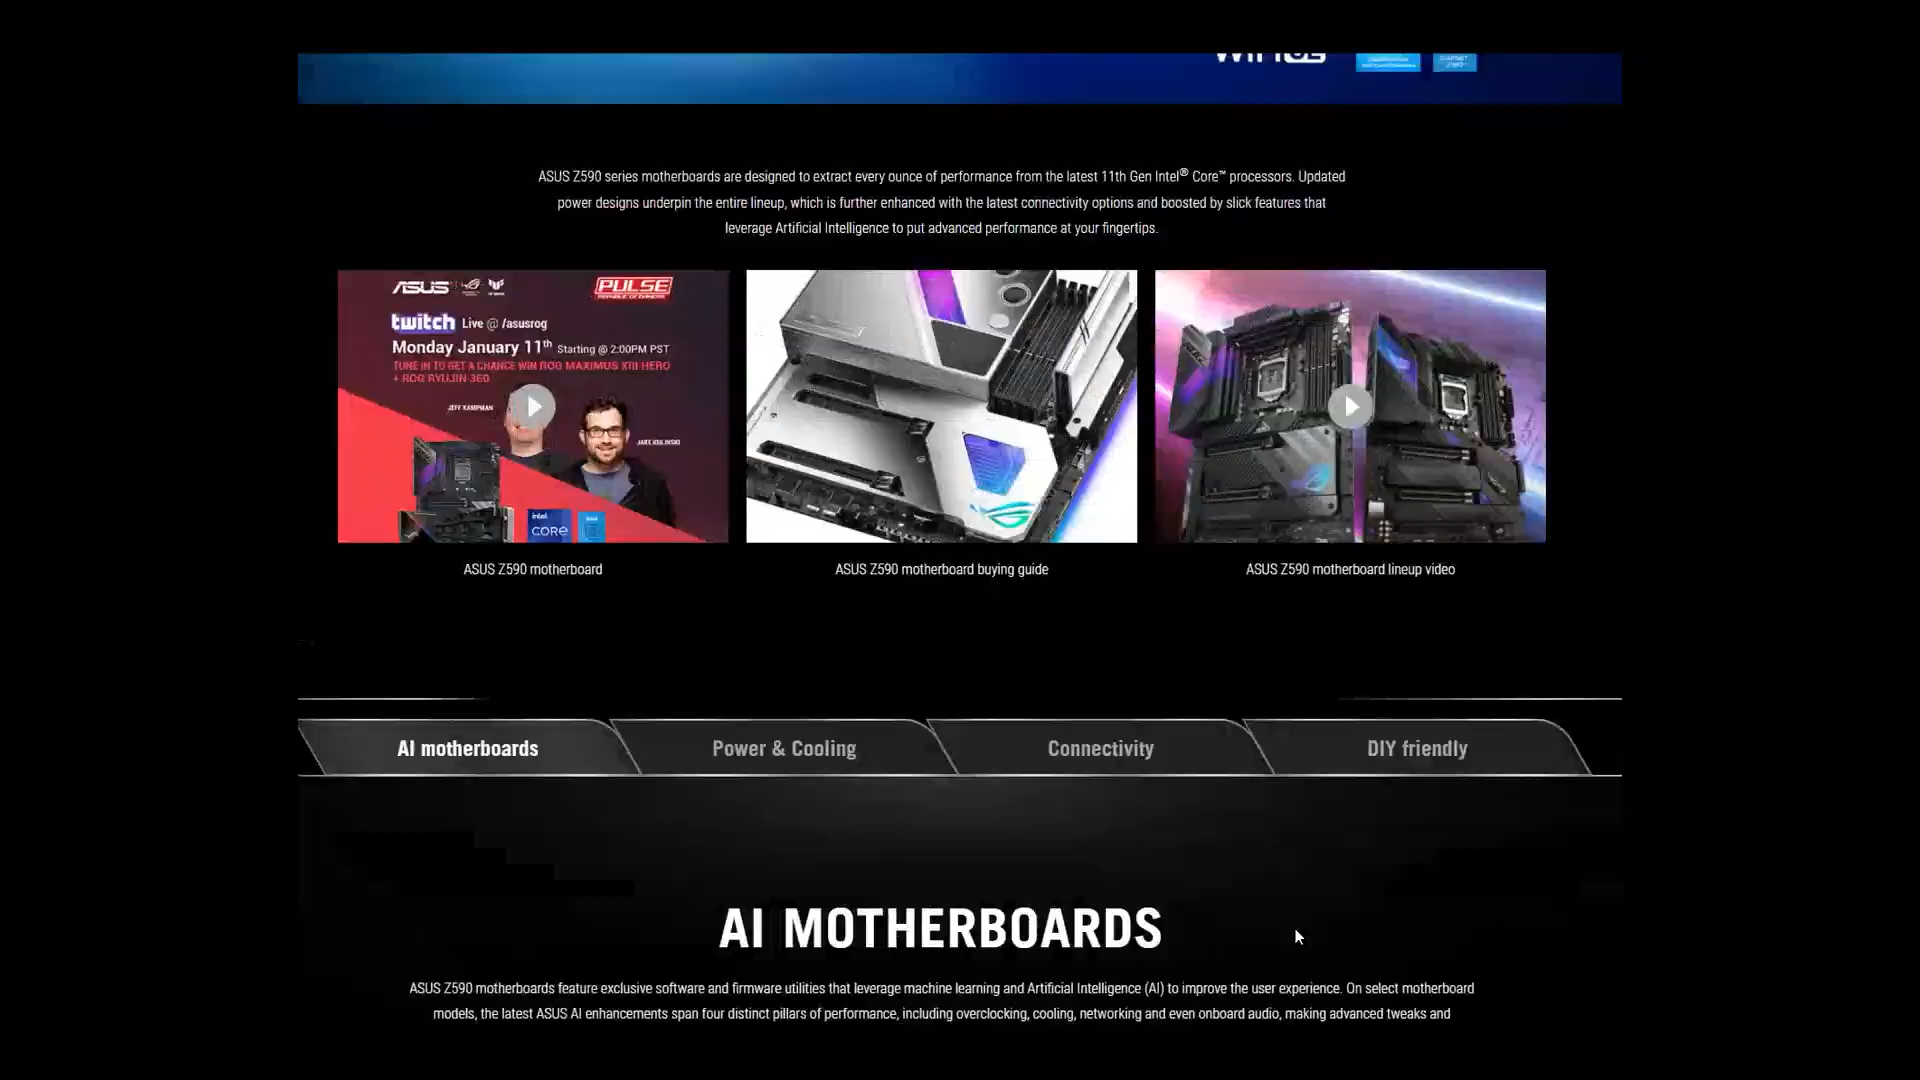 ASUS Z590 series motherboards are designed to extract every ounce of performance from the latest 11th Gen Intel® Core™ processors. Updated
power designs underpin the entire lineup, which is further enhanced with the latest connectivity options and boosted by slick features that
leverage Artificial Intelligence to put advanced performance at your fingertips.
ASUS
PULSE
REPUBLIC OF GAMERS
twitch Live @ /asusrog
Monday January 11th Starting @ 2:00PM PST
TUNE IN TO GET A CHANCE WIN ROG MAXIMUS XIII HERO
+ ROG RYUJIN 360
JEFF KAMPMAN
intel
CORE
ASUS Z590 motherboard
ASUS Z590 motherboard buying guide
ASUS Z590 motherboard lineup video
AI motherboards
Power & Cooling
Connectivity
DIY friendly
AI MOTHERBOARDS
ASUS Z590 motherboards feature exclusive software and firmware utilities that leverage machine learning and Artificial Intelligence (AI) to improve the user experience. On select motherboard
models, the latest ASUS AI enhancements span four distinct pillars of performance, including overclocking, cooling, networking and even onboard audio, making advanced tweaks and